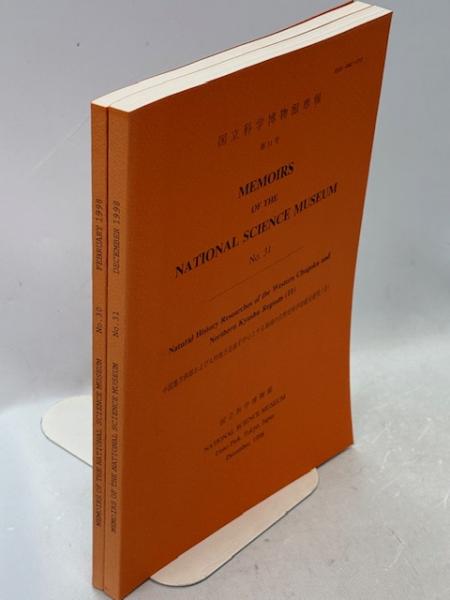 国立科学博物館専報
第31号
MEMOIRS
OF THE
NATIONAL SCIENCE MUSEUM
No. 31
Natural History Researches of the Western Chugoku and
Northern Kyushu Regions (II)
国立科学博物館
NATIONAL SCIENCE MUSEUM
Ueno Park, Tokyo, Japan
December, 1998
MEMOIRS OF THE NATIONAL SCIENCE MUSEUM No.30 FEBRUARY 1998
MEMOIRS OF THE NATIONAL SCIENCE MUSEUM No.31 DECEMBER 1998